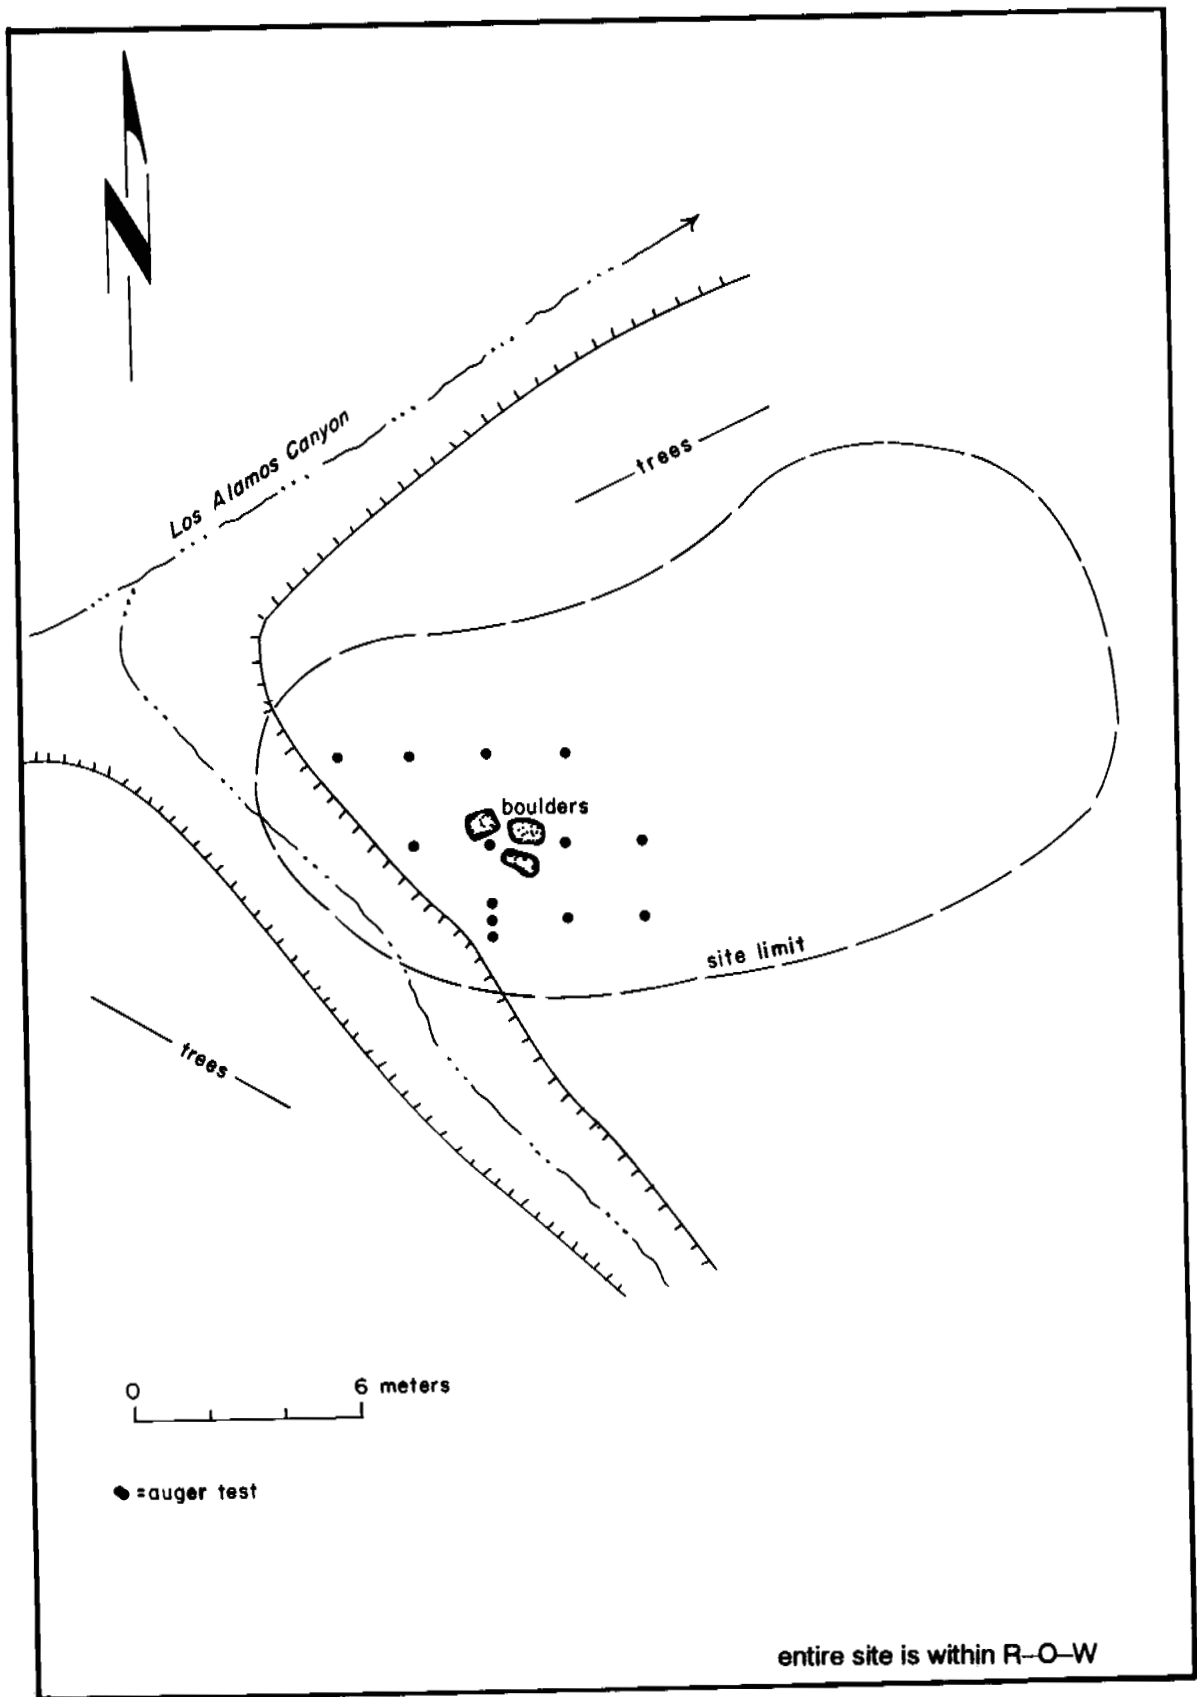 N
Los Alamos Canyon
trees
boulders
site limit
trees
0 6 meters
=auger test
entire site is within R-O-W